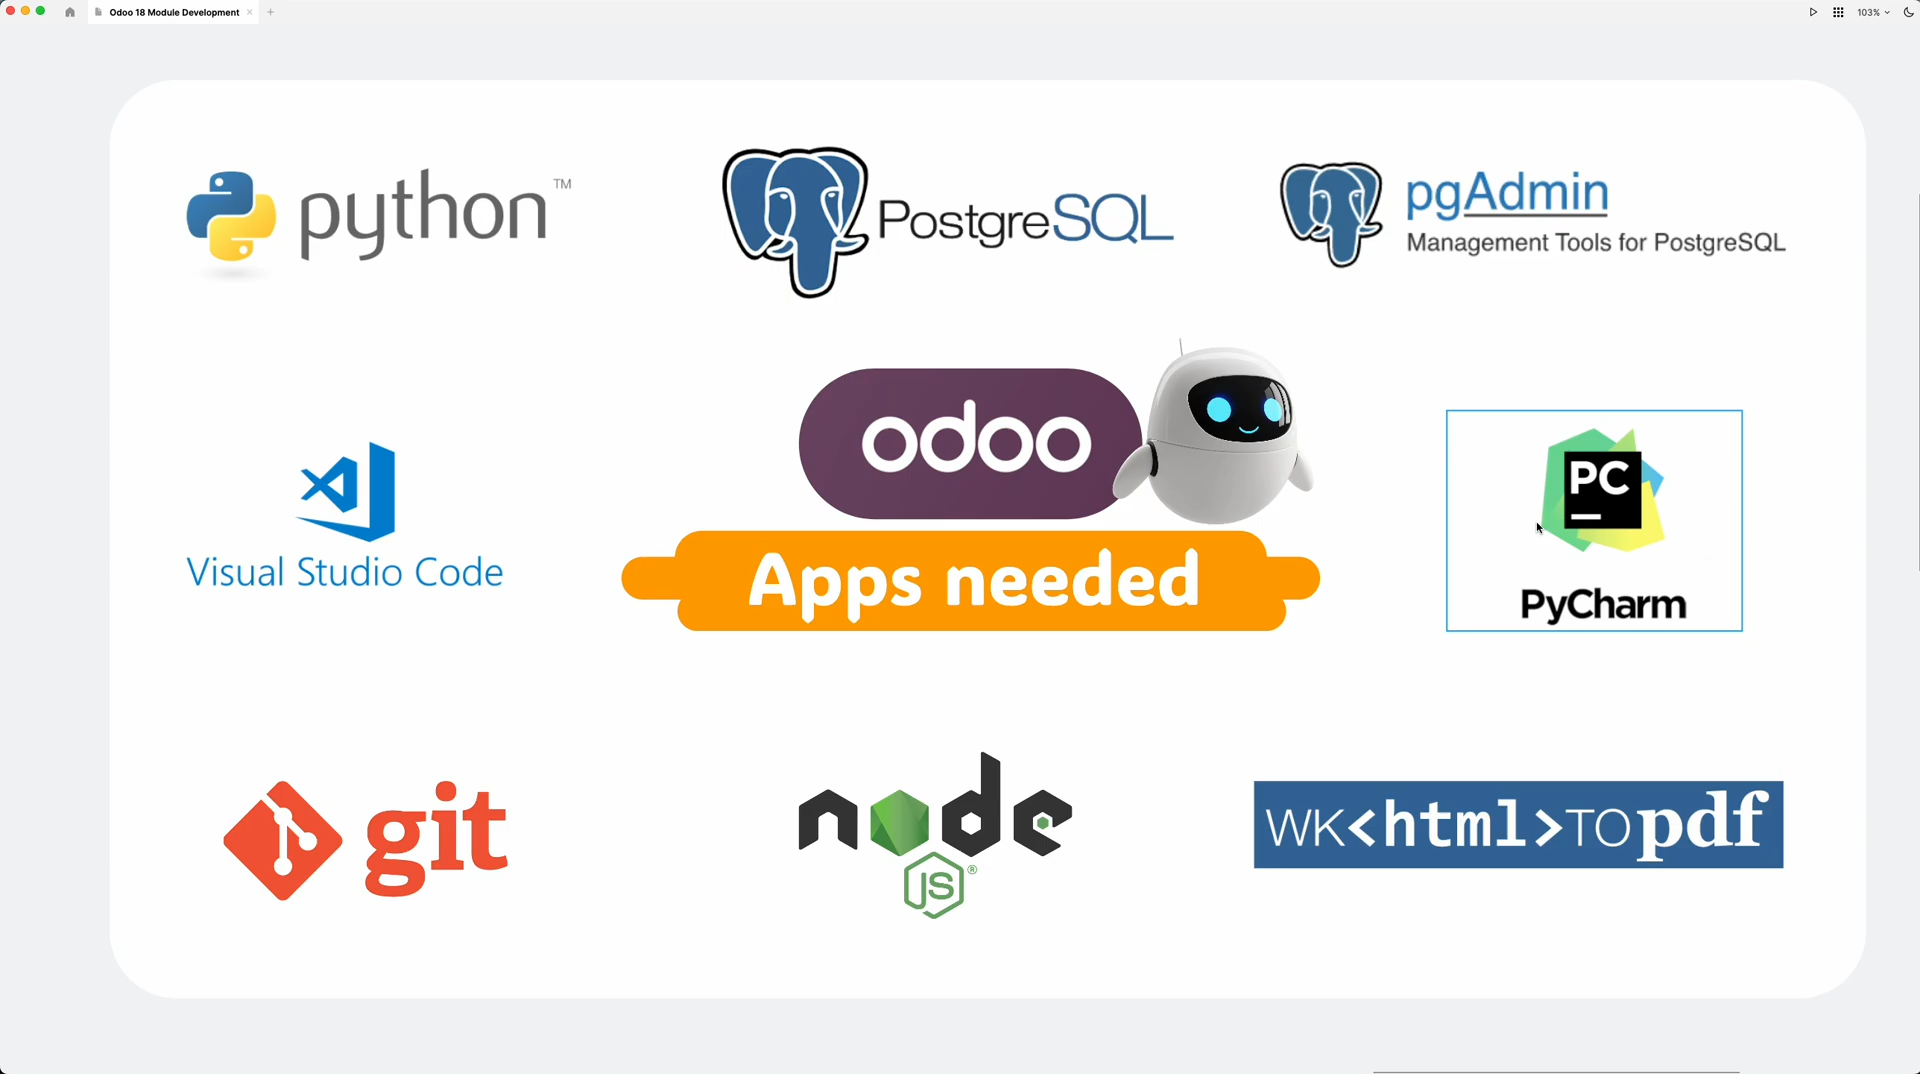 Odoo 18 Module Development
103%
python™
PostgreSQL
pgAdmin
Management Tools for PostgreSQL
odoo
Apps needed
Visual Studio Code
PC
PyCharm
git
node
JS®
WK<html>TOpdf